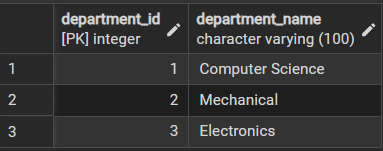 department_id department_name
[PK] integer character varying (100)
1 1 Computer Science
2 2 Mechanical
3 3 Electronics